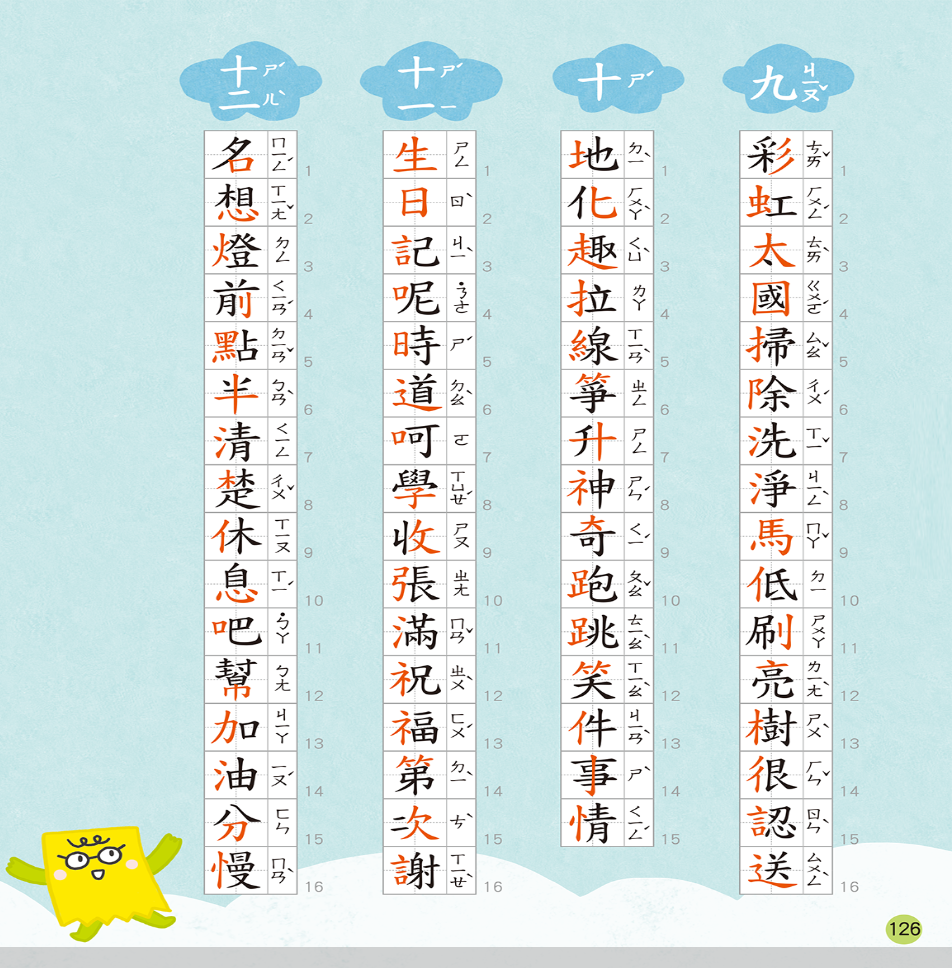 九 ㄐㄧㄡˇ
彩 ㄘㄞˇ 1
虹 ㄏㄨㄥˊ 2
太 ㄊㄞˋ 3
國 ㄍㄨㄛˊ 4
掃 ㄙㄠˇ 5
除 ㄔㄨˊ 6
洗 ㄒㄧˇ 7
淨 ㄐㄧㄥˋ 8
馬 ㄇㄚˇ 9
低 ㄉㄧ 10
刷 ㄕㄨㄚ 11
亮 ㄌㄧㄤˋ 12
樹 ㄕㄨˋ 13
很 ㄏㄣˇ 14
認 ㄖㄣˋ 15
送 ㄙㄨㄥˋ 16
十 ㄕˊ
地 ㄉㄧˋ 1
化 ㄏㄨㄚˋ 2
趣 ㄑㄩˋ 3
拉 ㄌㄚ 4
線 ㄒㄧㄢˋ 5
箏 ㄓㄥ 6
升 ㄕㄥ 7
神 ㄕㄣˊ 8
奇 ㄑㄧˊ 9
跑 ㄆㄠˇ 10
跳 ㄊㄧㄠˋ 11
笑 ㄒㄧㄠˋ 12
件 ㄐㄧㄢˋ 13
事 ㄕˋ 14
情 ㄑㄧㄥˊ 15
十一 ㄕˊ ㄧ
生 ㄕㄥ 1
日 ㄖˋ 2
記 ㄐㄧˋ 3
呢 ˙ㄋㄜ 4
時 ㄕˊ 5
道 ㄉㄠˋ 6
呵 ㄏㄜ 7
學 ㄒㄩㄝˊ 8
收 ㄕㄡ 9
張 ㄓㄤ 10
滿 ㄇㄢˇ 11
祝 ㄓㄨˋ 12
福 ㄈㄨˊ 13
第 ㄉㄧˋ 14
次 ㄘˋ 15
謝 ㄒㄧㄝˋ 16
十二 ㄕˊ ㄦˋ
名 ㄇㄧㄥˊ 1
想 ㄒㄧㄤˇ 2
燈 ㄉㄥ 3
前 ㄑㄧㄢˊ 4
點 ㄉㄧㄢˇ 5
半 ㄅㄢˋ 6
清 ㄑㄧㄥ 7
楚 ㄔㄨˇ 8
休 ㄒㄧㄡ 9
息 ㄒㄧˊ 10
吧 ˙ㄅㄚ 11
幫 ㄅㄤ 12
加 ㄐㄧㄚ 13
油 ㄧㄡˊ 14
分 ㄈㄣ 15
慢 ㄇㄢˋ 16
126